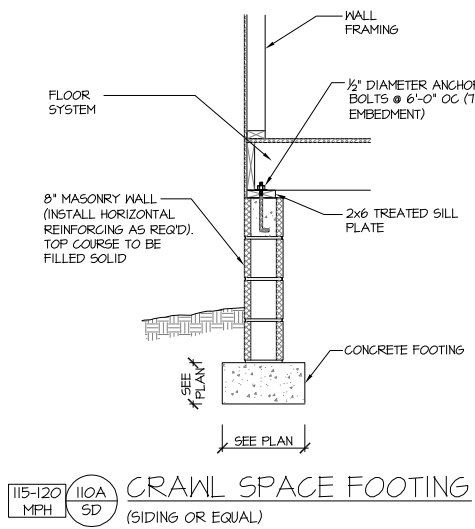 WALL
FRAMING
FLOOR
SYSTEM
½" DIAMETER
BOLTS @ 6'-0" OC
EMBEDMENT)
8" MASONRY WALL
(INSTALL HORIZONTAL
REINFORCING AS REQ'D).
TOP COURSE TO BE
FILLED SOLID
2x6 TREATED SILL
PLATE
CONCRETE FOOTING
SEE
PLAN
SEE PLAN
115-120
MPH
110A
SD
CRAWL SPACE FOOTING
(SIDING OR EQUAL)